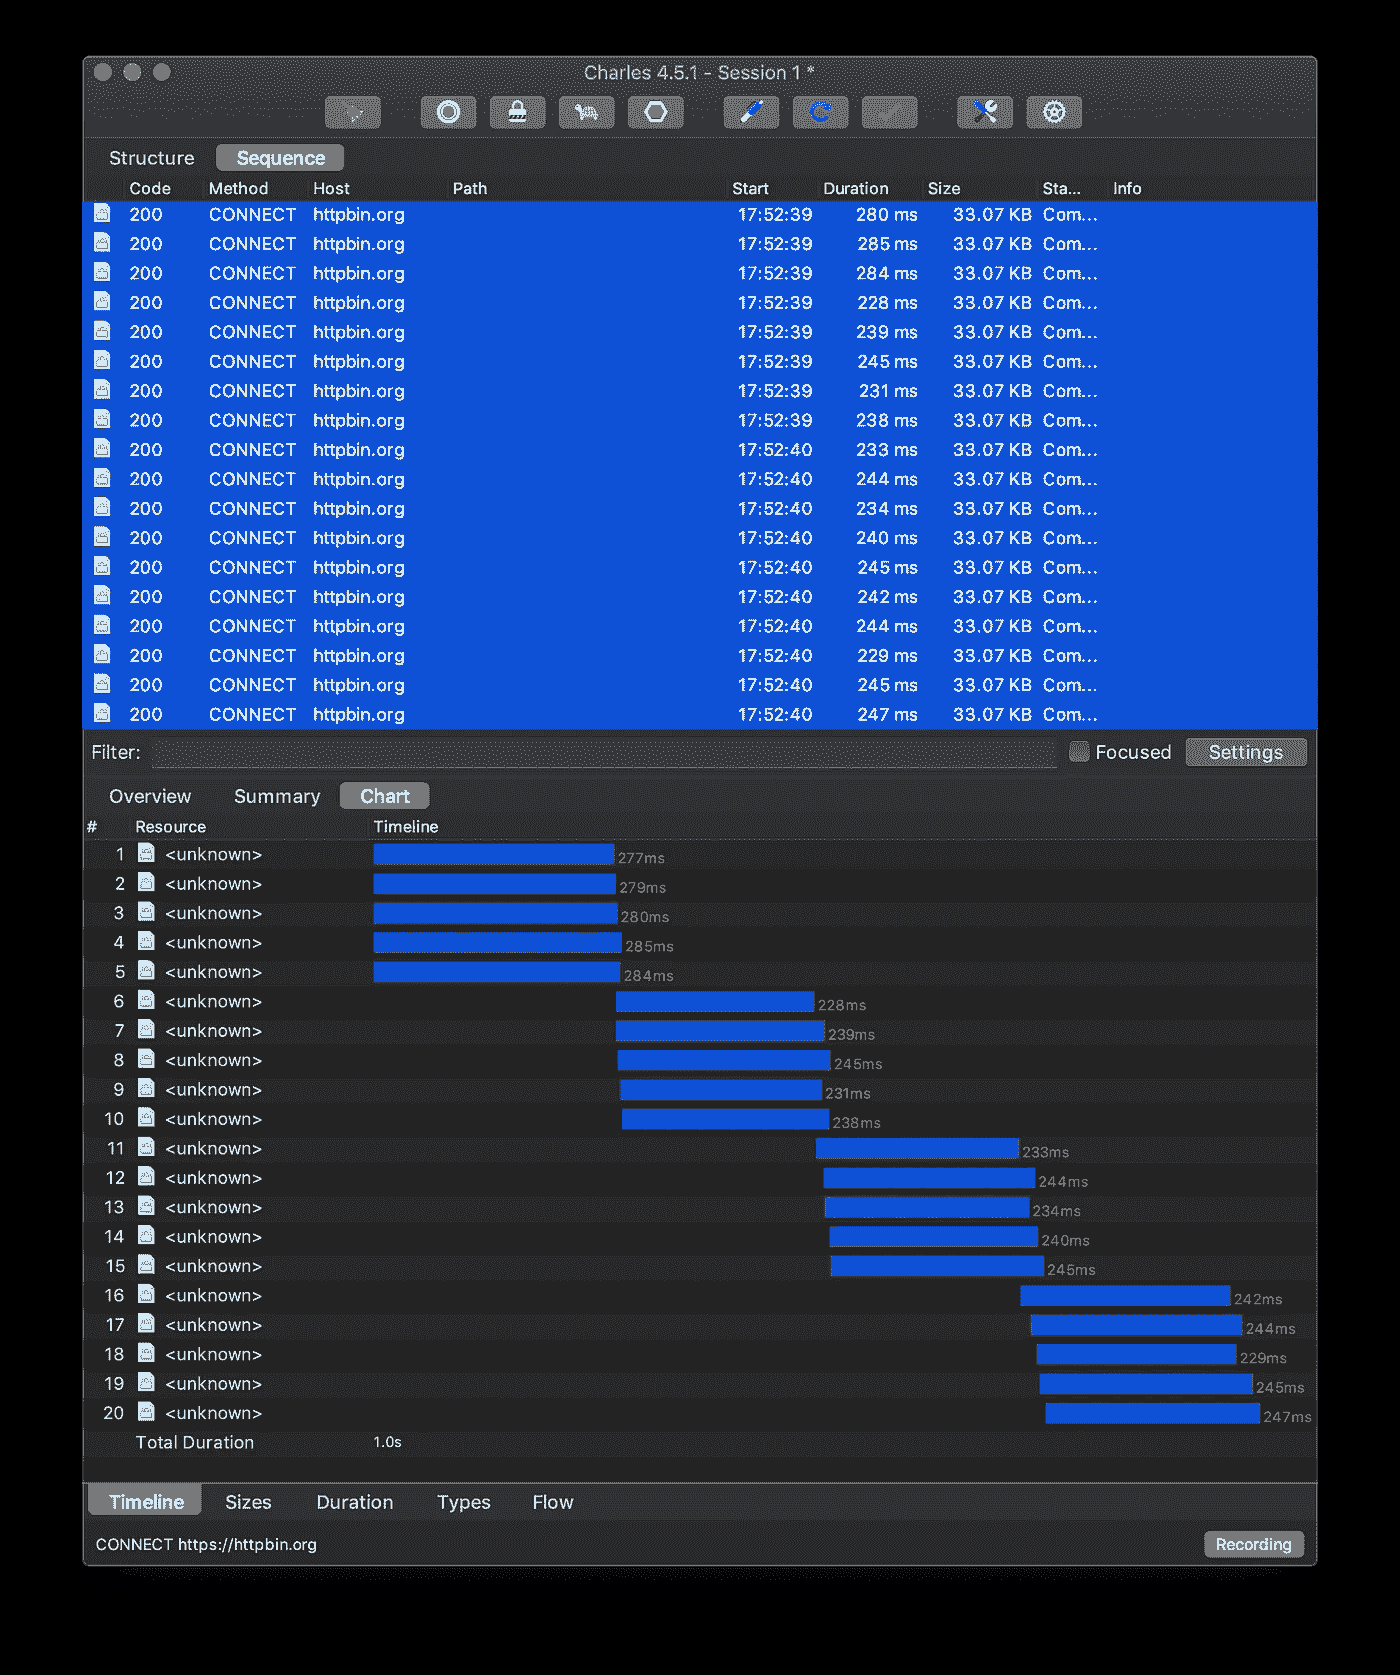 Charles 4.5.1 - Session 1 *
Structure Sequence
Code Method Host Path Start Duration Size Sta... Info
200 CONNECT httpbin.org 17:52:39 280 ms 33.07 KB Com...
200 CONNECT httpbin.org 17:52:39 285 ms 33.07 KB Com...
200 CONNECT httpbin.org 17:52:39 284 ms 33.07 KB Com...
200 CONNECT httpbin.org 17:52:39 228 ms 33.07 KB Com...
200 CONNECT httpbin.org 17:52:39 239 ms 33.07 KB Com...
200 CONNECT httpbin.org 17:52:39 245 ms 33.07 KB Com...
200 CONNECT httpbin.org 17:52:39 231 ms 33.07 KB Com...
200 CONNECT httpbin.org 17:52:39 238 ms 33.07 KB Com...
200 CONNECT httpbin.org 17:52:40 233 ms 33.07 KB Com...
200 CONNECT httpbin.org 17:52:40 244 ms 33.07 KB Com...
200 CONNECT httpbin.org 17:52:40 234 ms 33.07 KB Com...
200 CONNECT httpbin.org 17:52:40 240 ms 33.07 KB Com...
200 CONNECT httpbin.org 17:52:40 245 ms 33.07 KB Com...
200 CONNECT httpbin.org 17:52:40 242 ms 33.07 KB Com...
200 CONNECT httpbin.org 17:52:40 244 ms 33.07 KB Com...
200 CONNECT httpbin.org 17:52:40 229 ms 33.07 KB Com...
200 CONNECT httpbin.org 17:52:40 245 ms 33.07 KB Com...
200 CONNECT httpbin.org 17:52:40 247 ms 33.07 KB Com...
Filter: Focused Settings
Overview Summary Chart
# Resource Timeline
1 <unknown> 277ms
2 <unknown> 279ms
3 <unknown> 280ms
4 <unknown> 285ms
5 <unknown> 284ms
6 <unknown> 228ms
7 <unknown> 239ms
8 <unknown> 245ms
9 <unknown> 231ms
10 <unknown> 238ms
11 <unknown> 233ms
12 <unknown> 244ms
13 <unknown> 234ms
14 <unknown> 240ms
15 <unknown> 245ms
16 <unknown> 242ms
17 <unknown> 244ms
18 <unknown> 229ms
19 <unknown> 245ms
20 <unknown> 247ms
Total Duration 1.0s
Timeline Sizes Duration Types Flow
CONNECT https://httpbin.org Recording